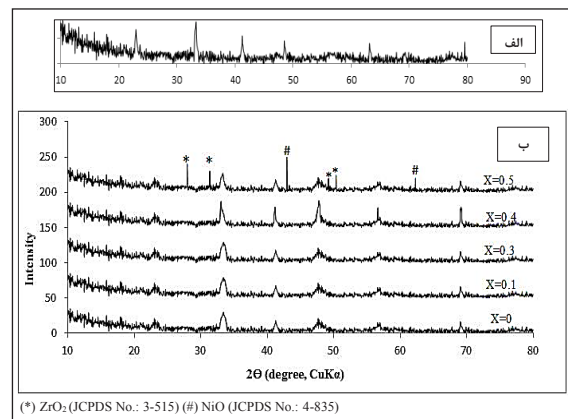 الف
10 20 30 40 50 60 70 80 90
ب
300
250
200
150
100
50
0
Intensity
* * # * * #
X=0.5
X=0.4
X=0.3
X=0.1
X=0
10 20 30 40 50 60 70 80
2Θ (degree, CuKα)
(*) ZrO₂ (JCPDS No.: 3-515) (#) NiO (JCPDS No.: 4-835)